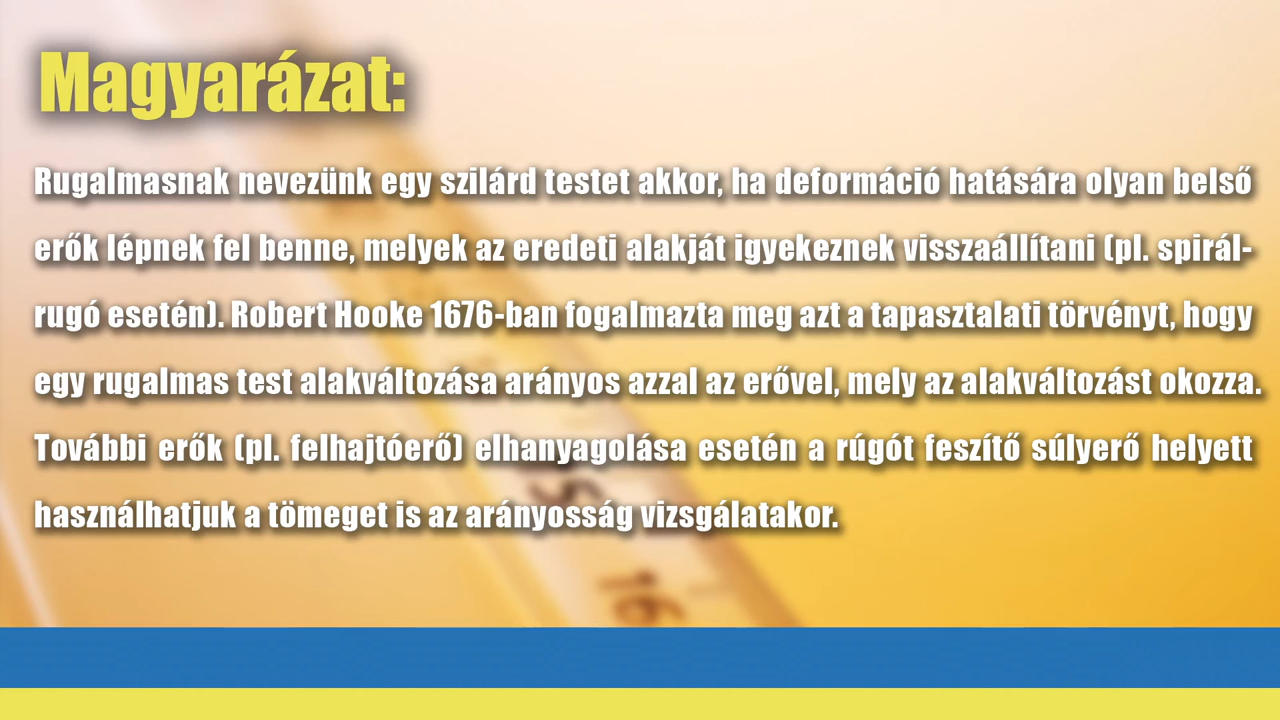 Magyarázat:
Rugalmasnak nevezünk egy szilárd testet akkor, ha deformáció hatására olyan belső
erők lépnek fel benne, melyek az eredeti alakját igyekeznek visszaállítani (pl. spirál-
rugó esetén). Robert Hooke 1676-ban fogalmazta meg azt a tapasztalati törvényt, hogy
egy rugalmas test alakváltozása arányos azzal az erővel, mely az alakváltozást okozza.
További erők (pl. felhajtóerő) elhanyagolása esetén a rúgót feszítő súlyerő helyett
használhatjuk a tömeget is az arányosság vizsgálatakor.
5
16